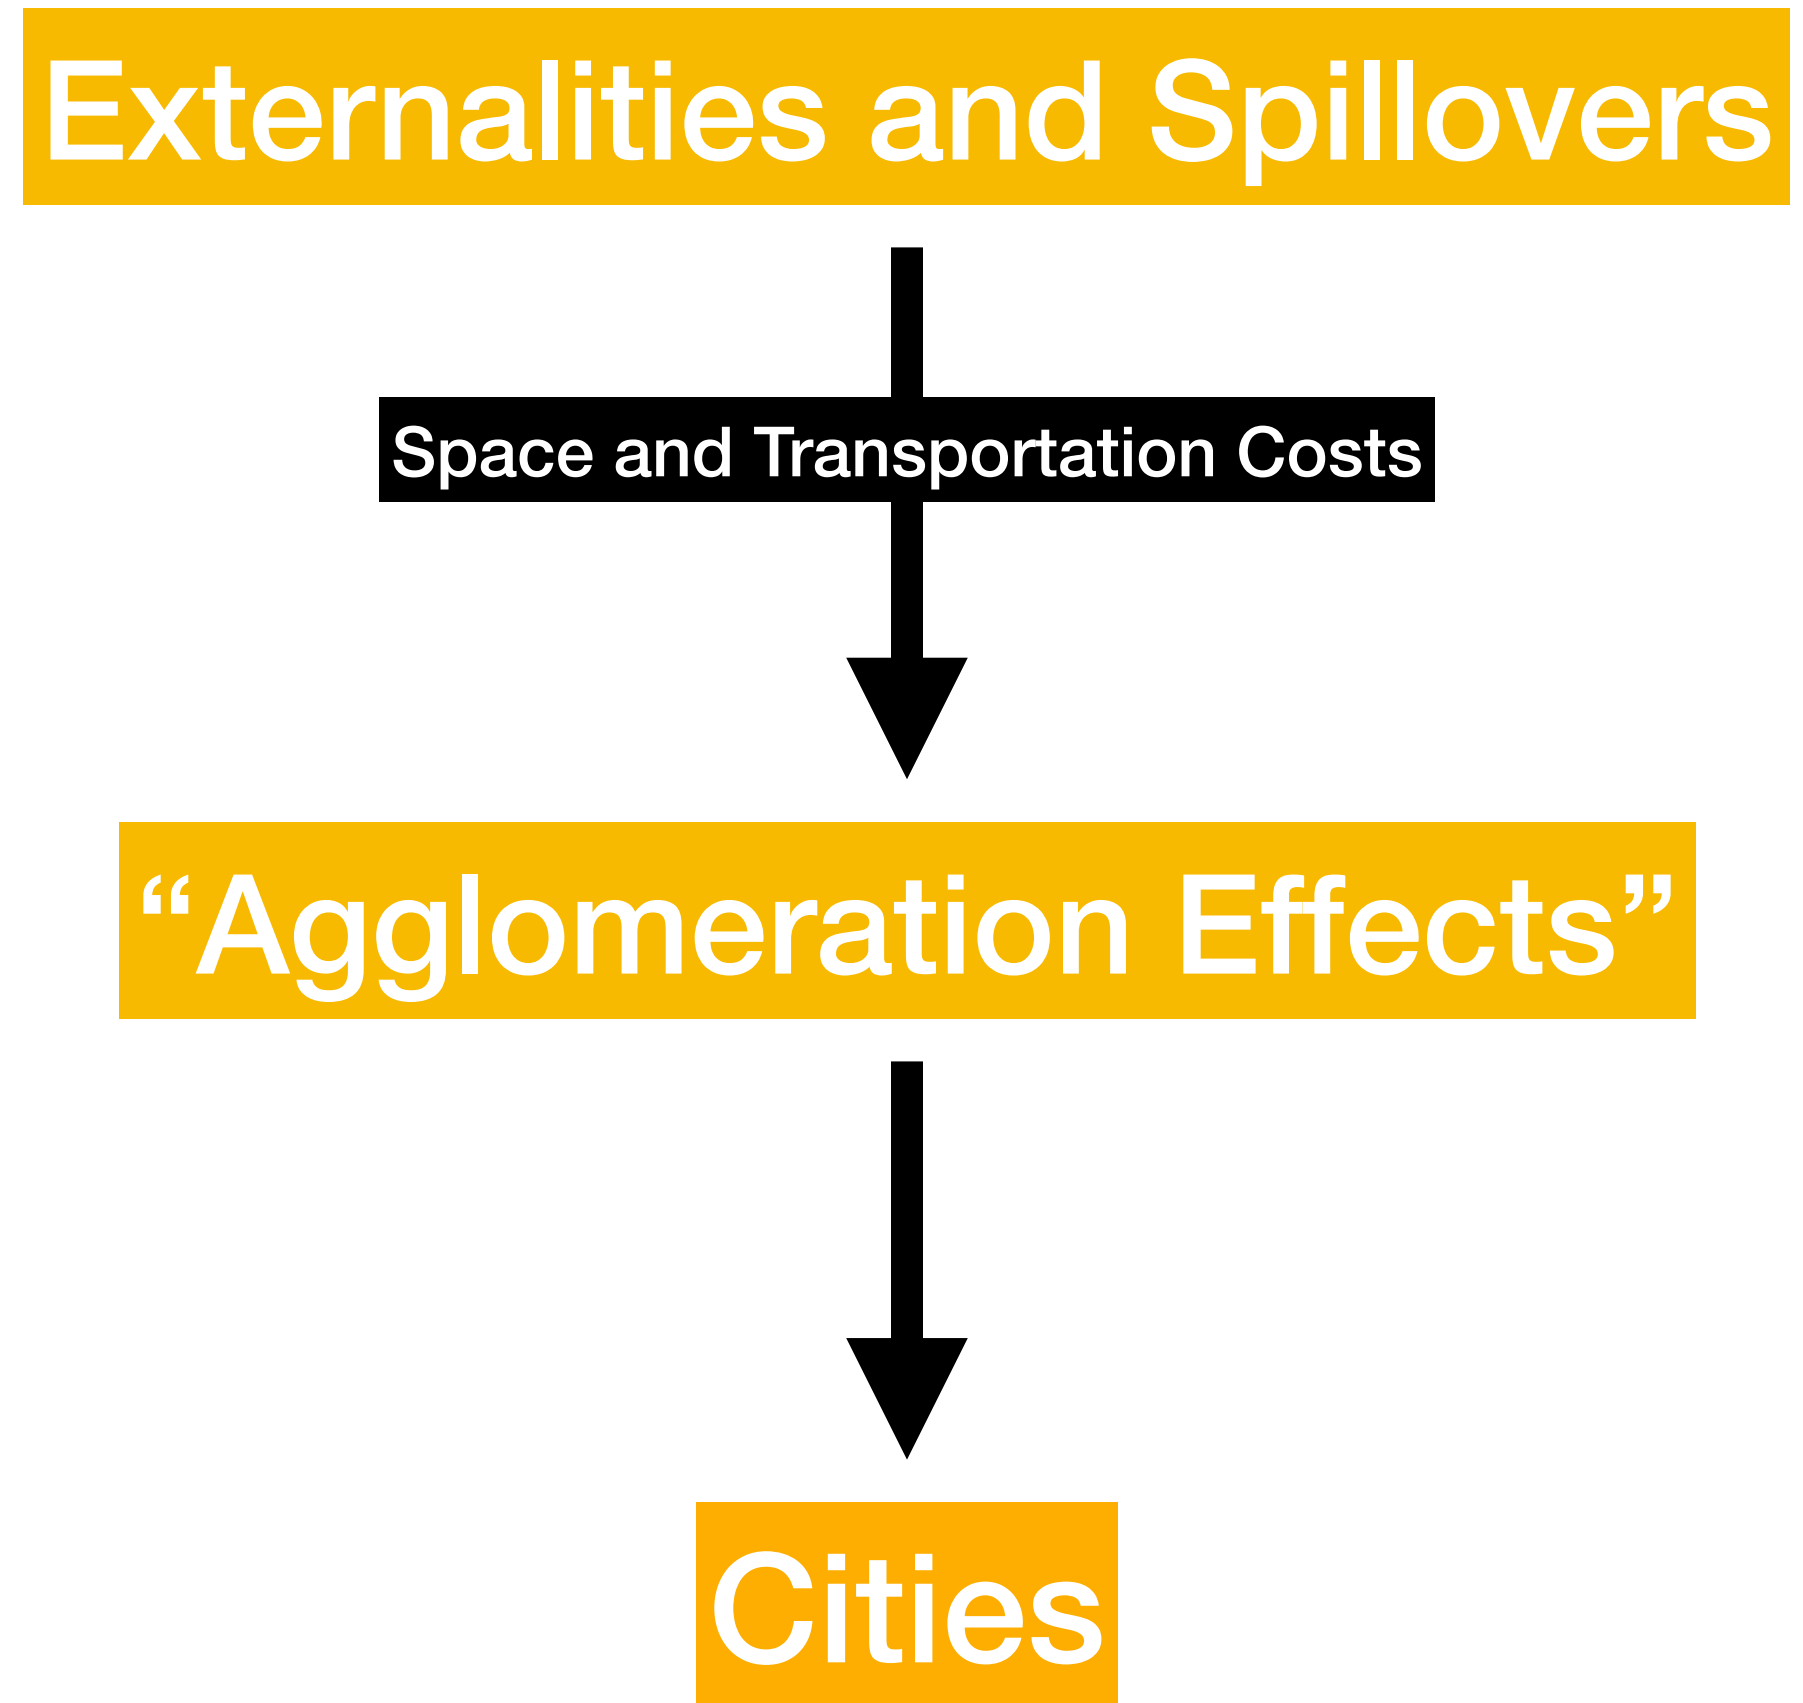 Externalities and Spillovers
Space and Transportation Costs
“Agglomeration Effects”
Cities